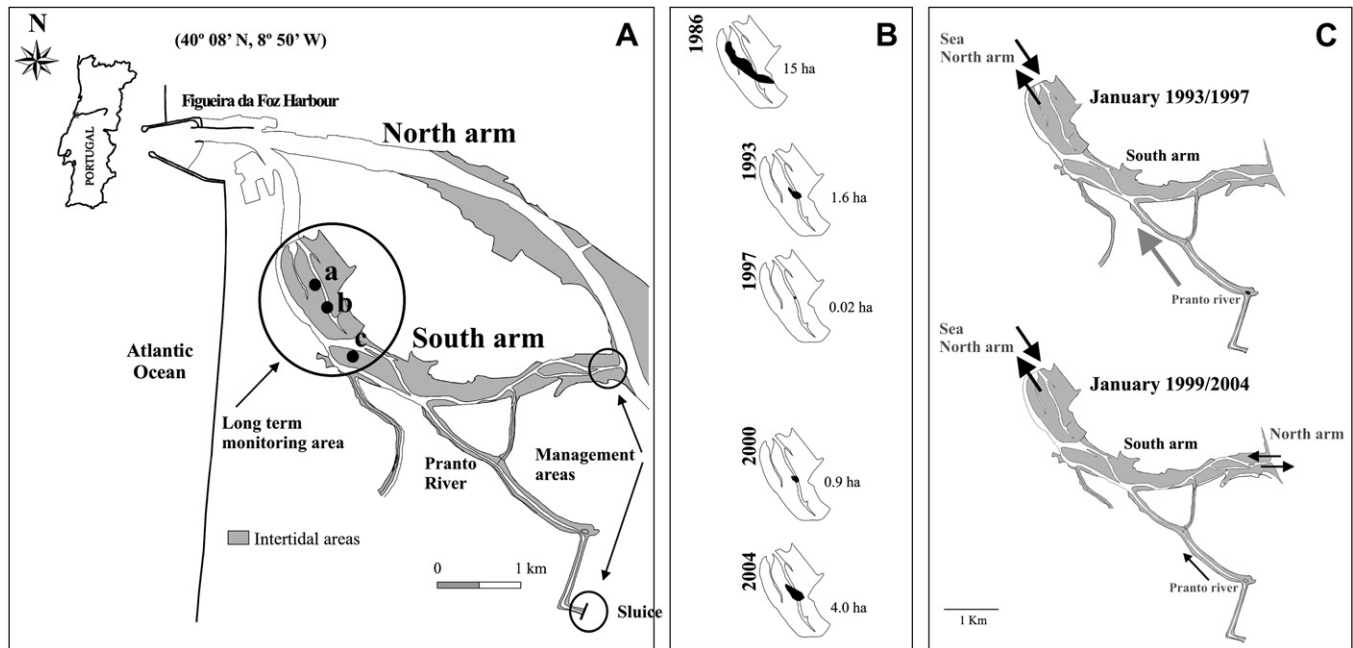 N
(40º 08' N, 8º 50' W)
A
PORTUGAL
Figueira da Foz Harbour
North arm
a
b
c
South arm
Atlantic
Ocean
Long term
monitoring area
Pranto
River
Management
areas
Intertidal areas
0 1 km
Sluice
B
1986
15 ha
1993
1.6 ha
1997
0.02 ha
2000
0.9 ha
2004
4.0 ha
C
Sea
North arm
January 1993/1997
South arm
Pranto river
Sea
North arm
January 1999/2004
South arm
North arm
Pranto river
1 Km